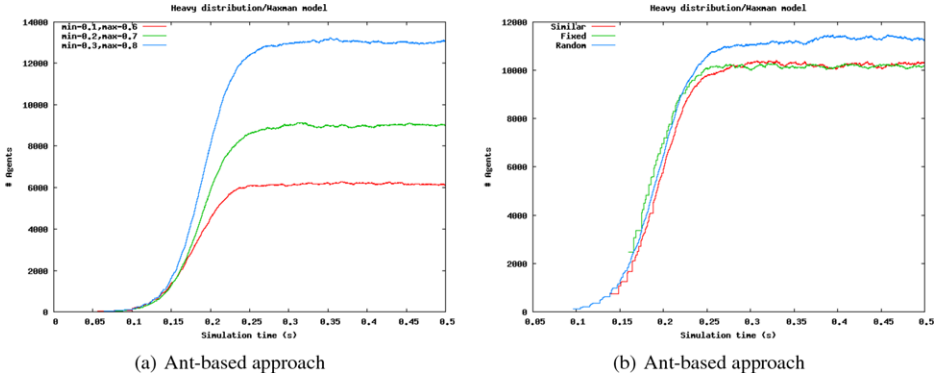 Heavy distribution/Waxman model
14000
12000
10000
8000
6000
4000
2000
0
# Agents
min=0.1,max=0.6
min=0.2,max=0.7
min=0.3,max=0.8
0 0.05 0.1 0.15 0.2 0.25 0.3 0.35 0.4 0.45 0.5
Simulation time (s)
(a) Ant-based approach
Heavy distribution/Waxman model
12000
10000
8000
6000
4000
2000
0
# Agents
Similar
Fixed
Random
0.05 0.1 0.15 0.2 0.25 0.3 0.35 0.4 0.45 0.5
Simulation time (s)
(b) Ant-based approach